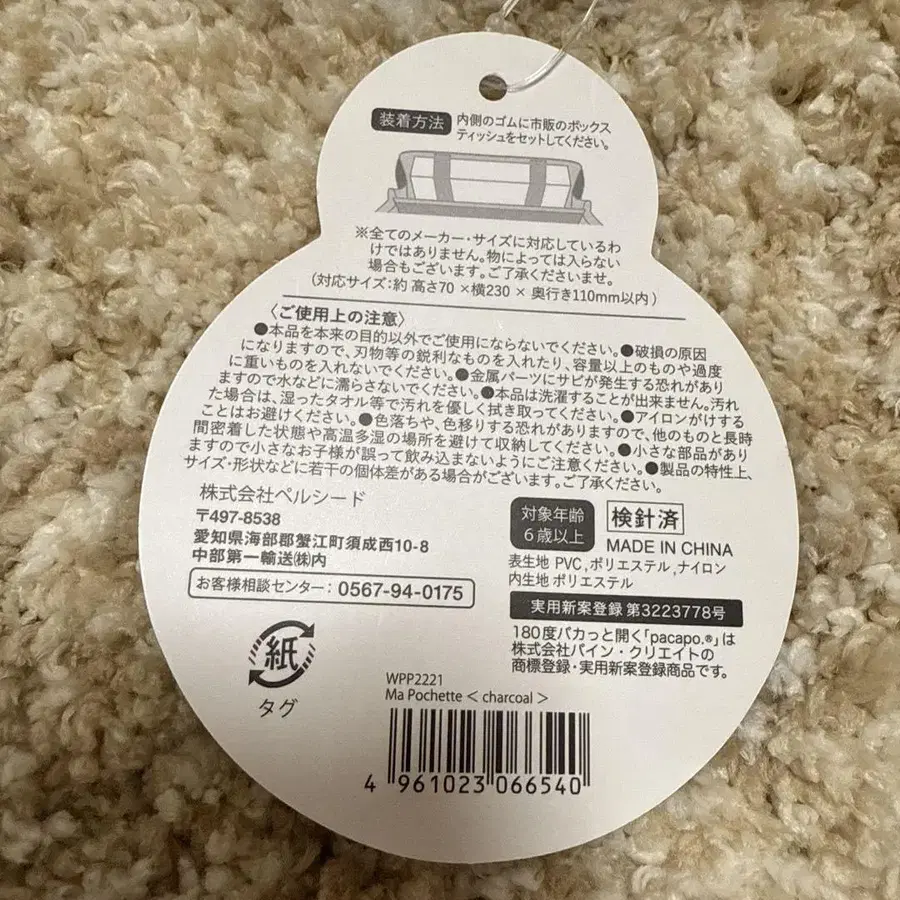 装着方法
内側のゴムに市販のボックス
ティッシュをセットしてください。
※全てのメーカー・サイズに対応しているわ
けではありません。物によっては入らない
場合もございます。ご了承くださいませ。
(対応サイズ:約 高さ70 ×横230 × 奥行き110mm以内)
〈ご使用上の注意〉
●本品を本来の目的以外でご使用にならないでください。●破損の原因
になりますので、刃物等の鋭利なものを入れたり、容量以上のものや過度
に重いものを入れないでください。●金属パーツにサビが発生する恐れがあり
ますので水などに濡らさないでください。●本品は洗濯することが出来ません。汚れ
た場合は、湿ったタオル等で汚れを優しく拭き取ってください。●アイロンがけする
ことはお避けください。●色落ちや、色移りする恐れがありますので、他のものと長時
間密着した状態や高温多湿の場所を避けて収納してください。●小さな部品があり
ますので小さなお子様が誤って飲み込まないようにご注意ください。●製品の特性上、
サイズ・形状などに若干の個体差がある場合がございます。ご了承ください。
株式会社ペルシード
〒497-8538
愛知県海部郡蟹江町須成西10-8
中部第一輸送㈱内
お客様相談センター: 0567-94-0175
対象年齢
6歳以上
検針済
MADE IN CHINA
表生地 PVC, ポリエステル, ナイロン
内生地 ポリエステル
実用新案登録 第3223778号
180度パカっと開く「pacapo.®」は
株式会社パイン・クリエイトの
商標登録・実用新案登録商品です。
紙
タグ
WPP2221
Ma Pochette < charcoal >
4 961023 066540